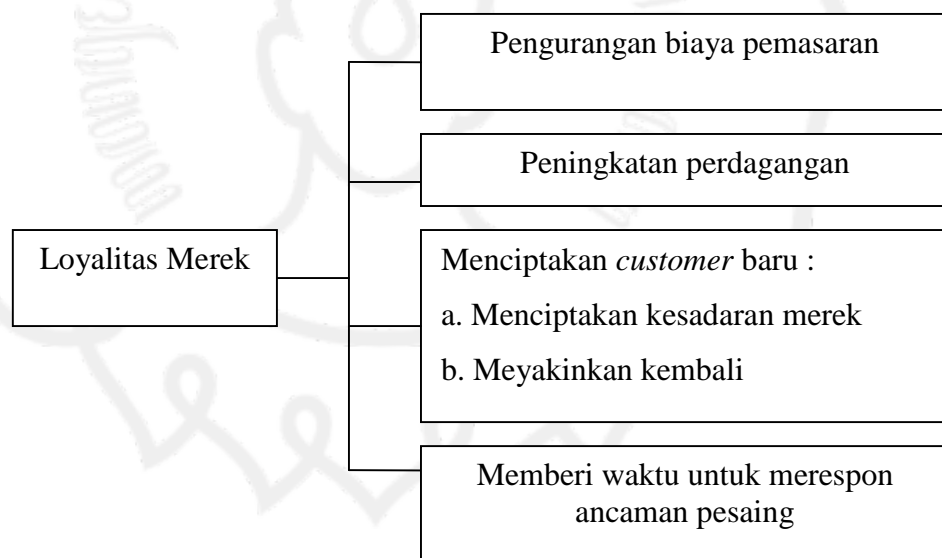 Pengurangan biaya pemasaran
Peningkatan perdagangan
Loyalitas Merek
Menciptakan customer baru :
a. Menciptakan kesadaran merek
b. Meyakinkan kembali
Memberi waktu untuk merespon
ancaman pesaing